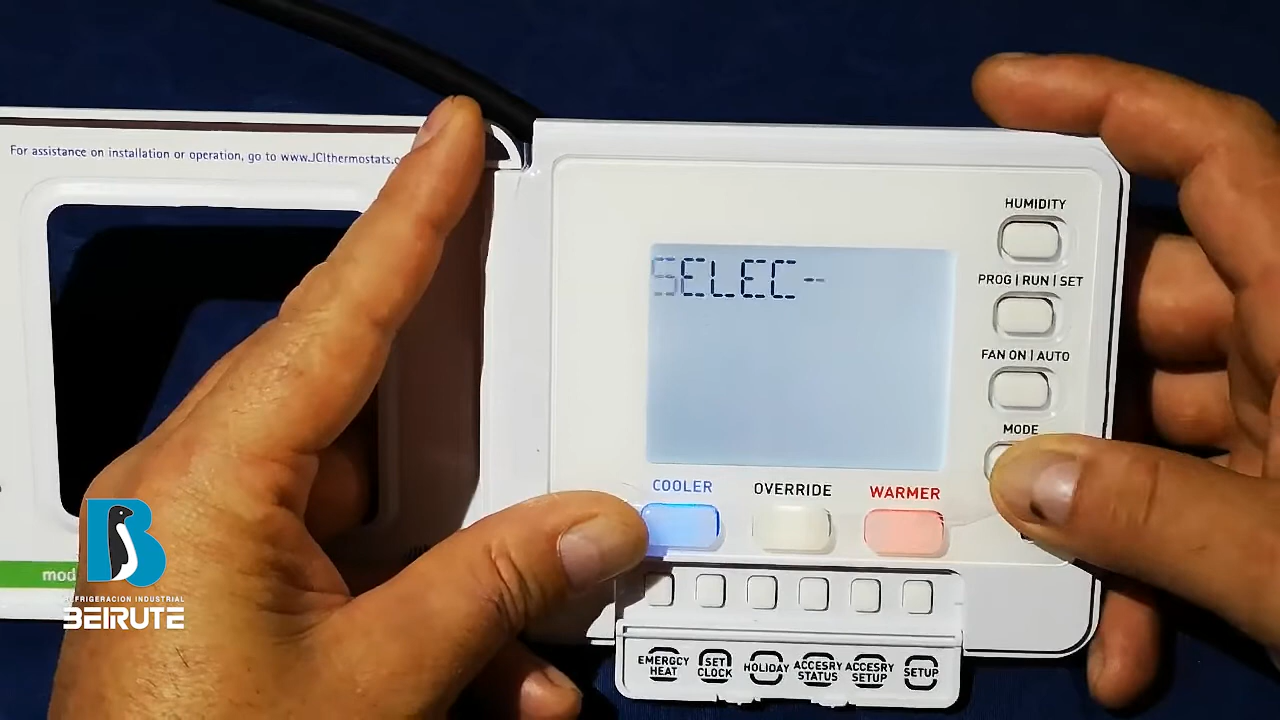 For assistance on installation or operation, go to www.JCIthermostats.c
HUMIDITY
PROG | RUN | SET
FAN ON | AUTO
MODE
SELEC
COOLER
OVERRIDE
WARMER
EMERGCY HEAT
SET CLOCK
HOLIDAY
ACCESRY STATUS
ACCESRY SETUP
SETUP
mod
B
REFRIGERACION INDUSTRIAL
BEIRUTE